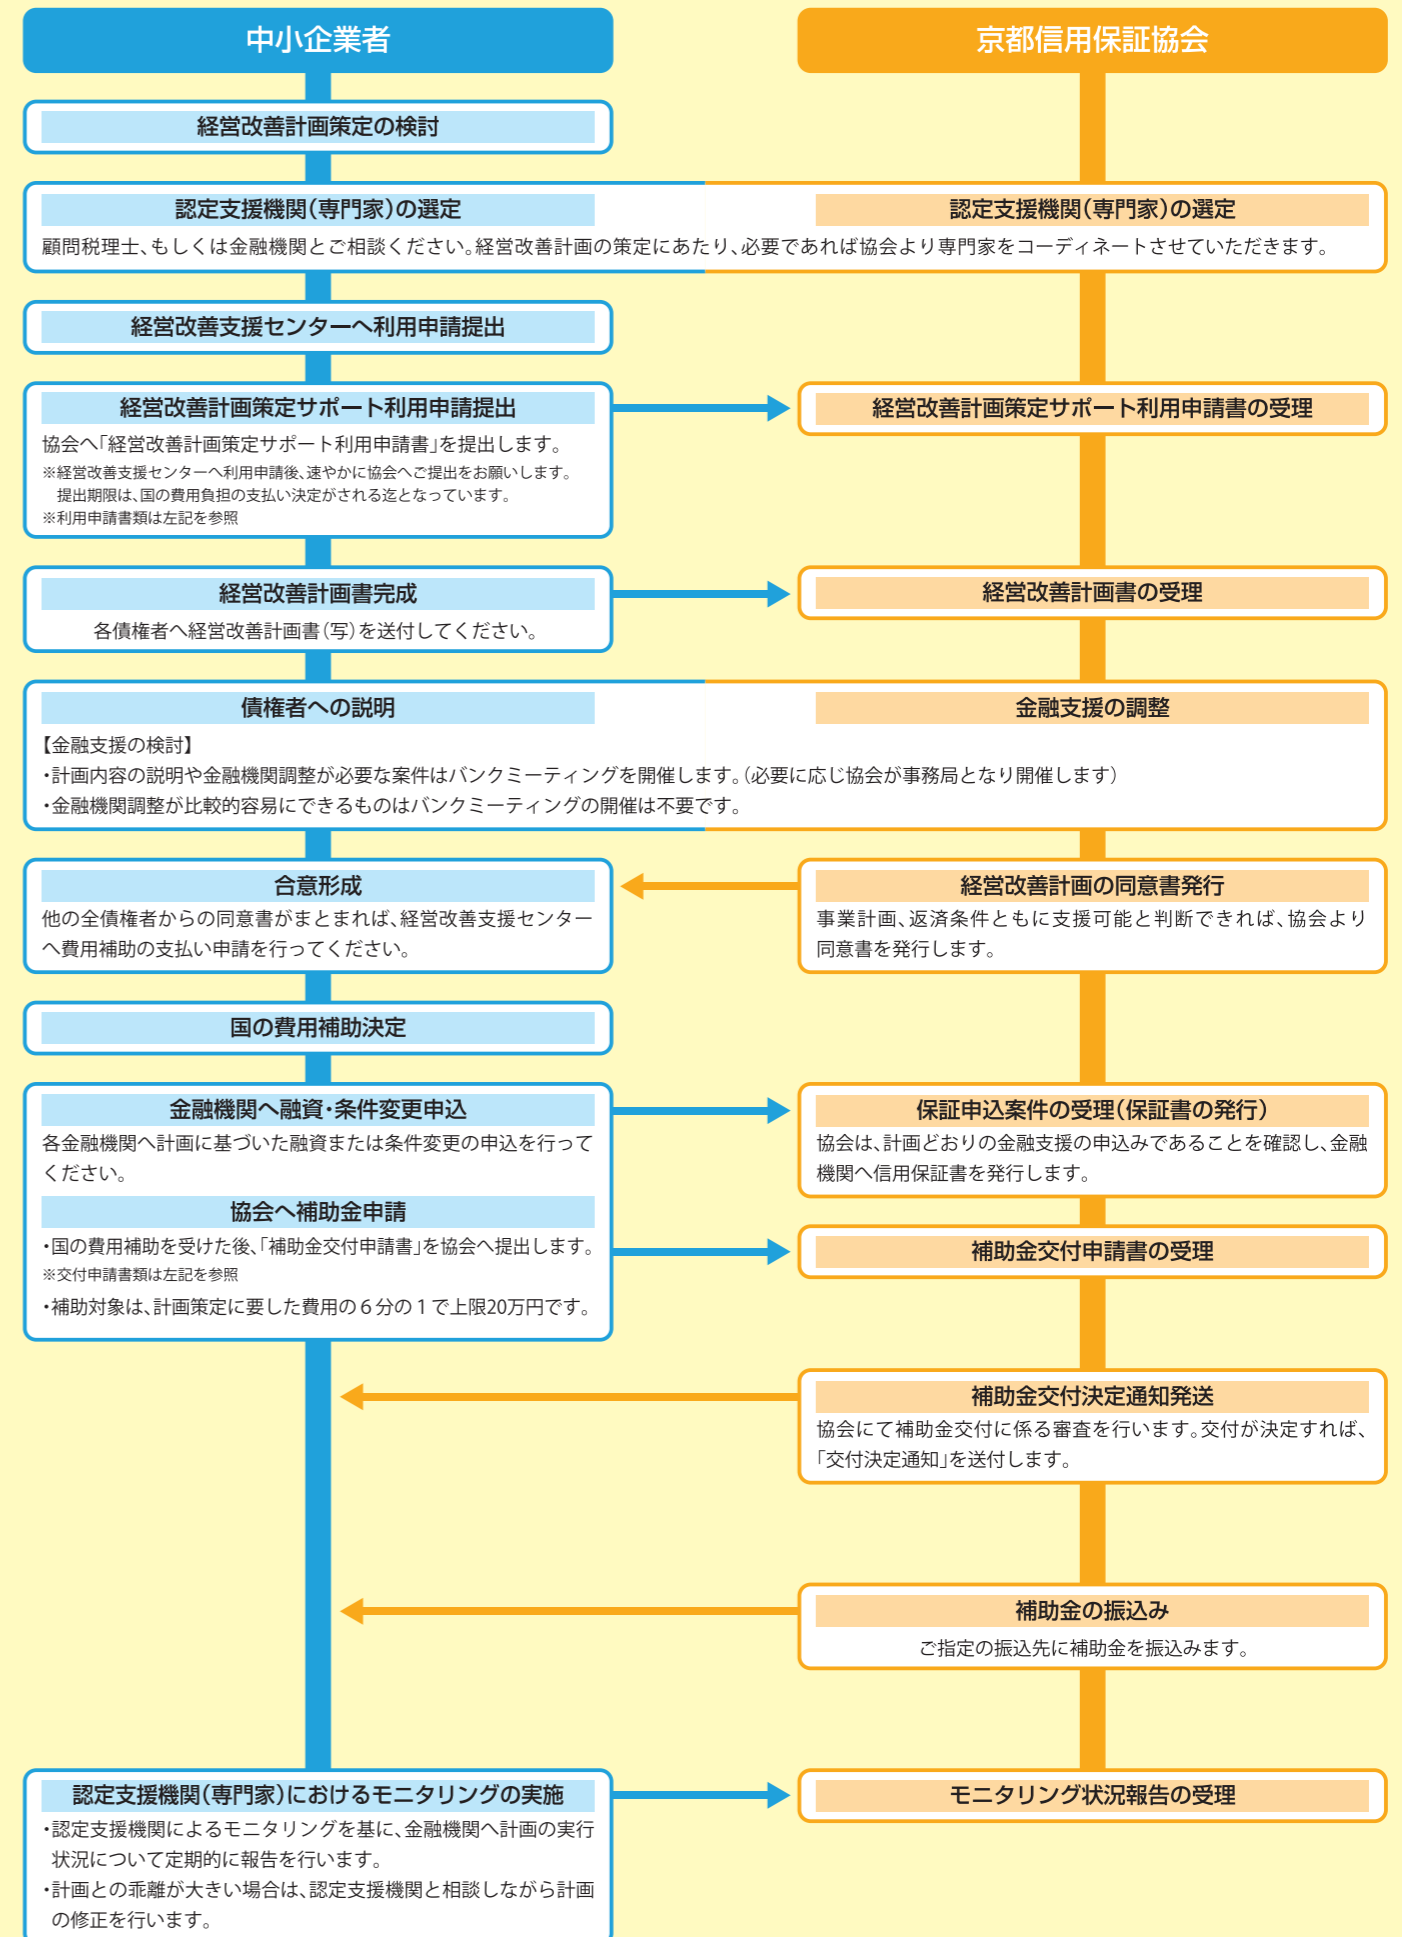 中小企業者
京都信用保証協会
経営改善計画策定の検討
認定支援機関(専門家)の選定
認定支援機関(専門家)の選定
顧問税理士、もしくは金融機関とご相談ください。経営改善計画の策定にあたり、必要であれば協会より専門家をコーディネートさせていただきます。
経営改善支援センターへ利用申請提出
経営改善計画策定サポート利用申請提出
経営改善計画策定サポート利用申請書の受理
協会へ「経営改善計画策定サポート利用申請書」を提出します。
※経営改善支援センターへ利用申請後、速やかに協会へご提出をお願いします。
提出期限は、国の費用負担の支払い決定がされる迄となっています。
※利用申請書類は左記を参照
経営改善計画書完成
経営改善計画書の受理
各債権者へ経営改善計画書(写)を送付してください。
債権者への説明
金融支援の調整
【金融支援の検討】
・計画内容の説明や金融機関調整が必要な案件はバンクミーティングを開催します。(必要に応じ協会が事務局となり開催します)
・金融機関調整が比較的容易にできるものはバンクミーティングの開催は不要です。
合意形成
他の全債権者からの同意書がまとまれば、経営改善支援センター
へ費用補助の支払い申請を行ってください。
経営改善計画の同意書発行
事業計画、返済条件ともに支援可能と判断できれば、協会より
同意書を発行します。
国の費用補助決定
金融機関へ融資・条件変更申込
各金融機関へ計画に基づいた融資または条件変更の申込を行って
ください。
保証申込案件の受理(保証書の発行)
協会は、計画どおりの金融支援の申込みであることを確認し、金融
機関へ信用保証書を発行します。
協会へ補助金申請
・国の費用補助を受けた後、「補助金交付申請書」を協会へ提出します。
※交付申請書類は左記を参照
・補助対象は、計画策定に要した費用の6分の1で上限20万円です。
補助金交付申請書の受理
補助金交付決定通知発送
協会にて補助金交付に係る審査を行います。交付が決定すれば、
「交付決定通知」を送付します。
補助金の振込み
ご指定の振込先に補助金を振込みます。
認定支援機関(専門家)におけるモニタリングの実施
モニタリング状況報告の受理
・認定支援機関によるモニタリングを基に、金融機関へ計画の実行
状況について定期的に報告を行います。
・計画との乖離が大きい場合は、認定支援機関と相談しながら計画
の修正を行います。